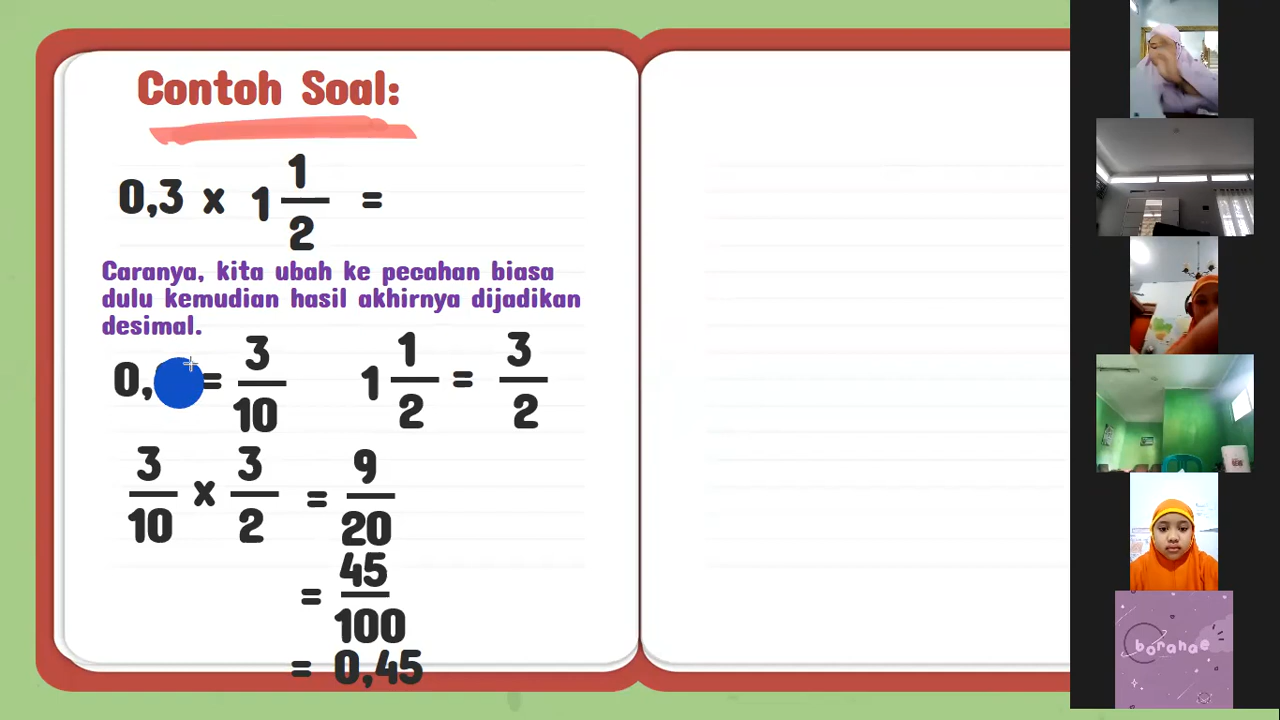 Contoh Soal:
0,3 x 1 1/2 =
Caranya, kita ubah ke pecahan biasa
dulu kemudian hasil akhirnya dijadikan
desimal.
0, = 3/10 1 1/2 = 3/2
3/10 x 3/2 = 9/20
= 45/100
= 0,45
borahae